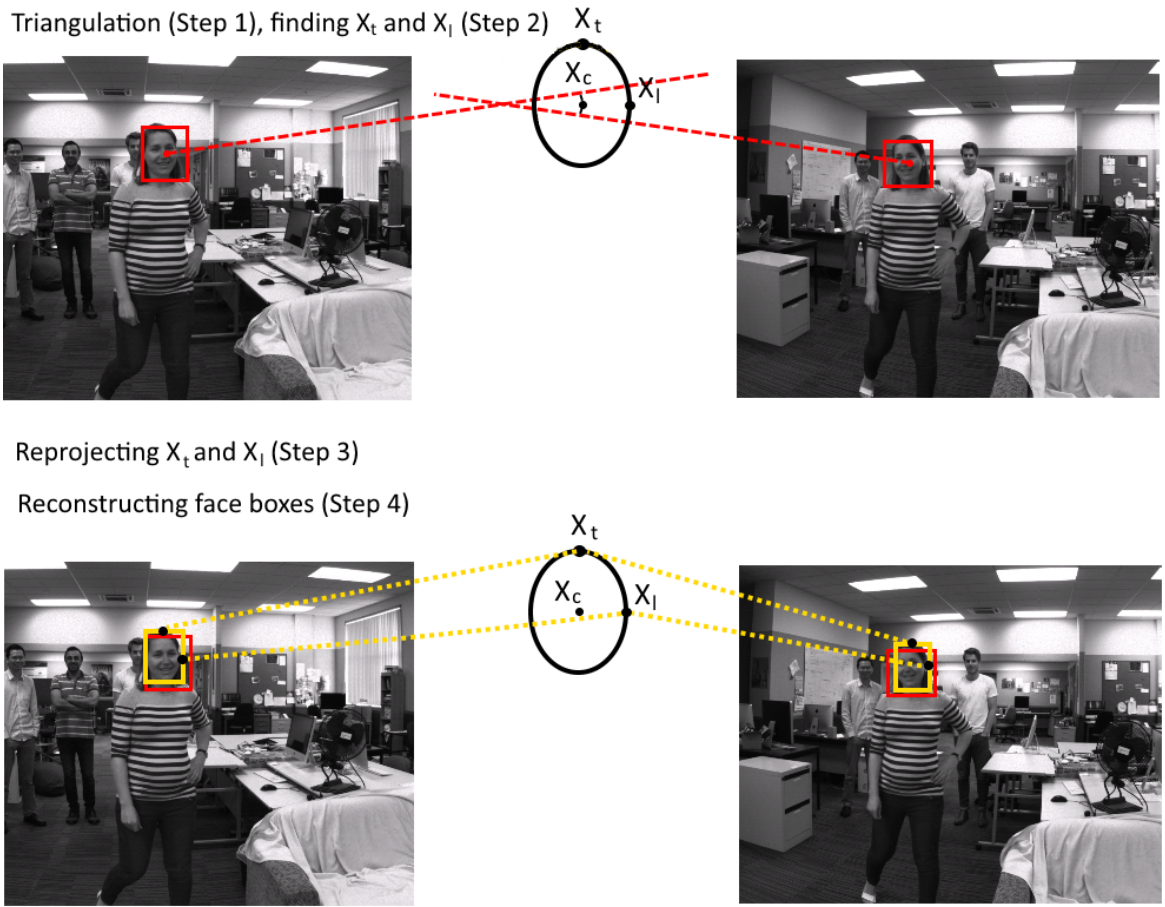 Triangulation (Step 1), finding Xt and Xl (Step 2)
Xt
Xc
Xl
Reprojecting Xt and Xl (Step 3)
Reconstructing face boxes (Step 4)
Xt
Xc
Xl